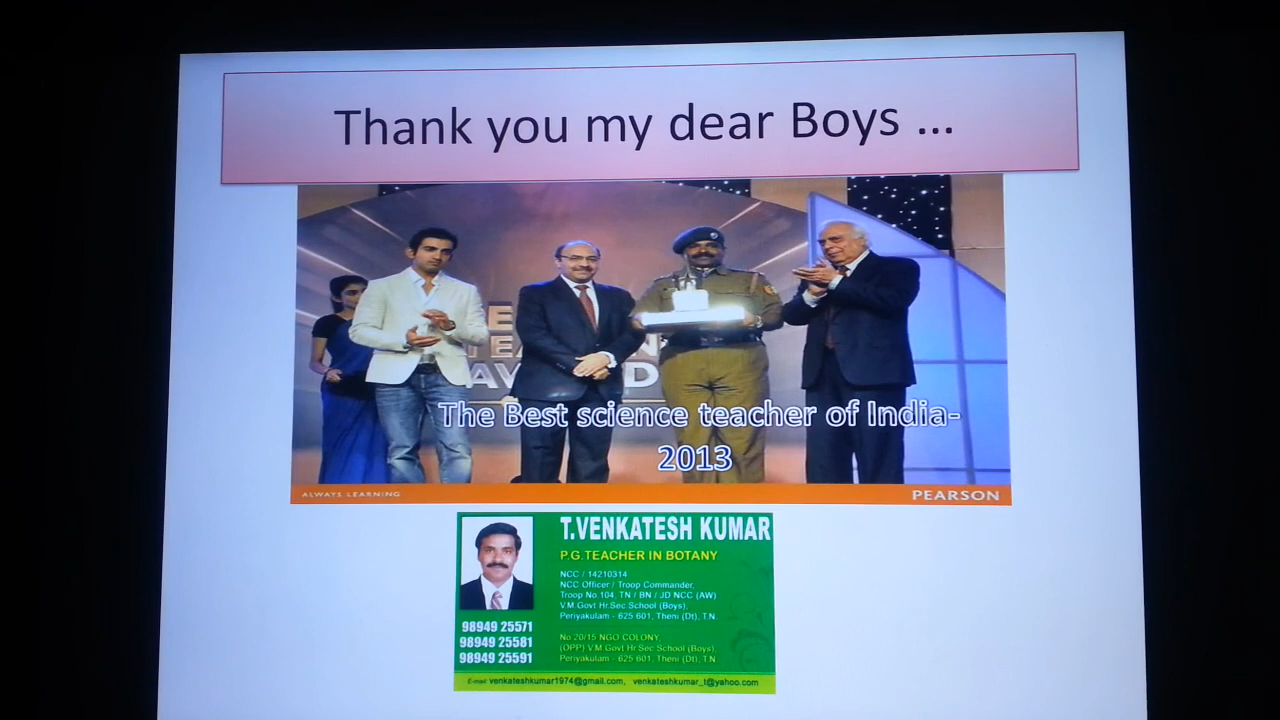 Thank you my dear Boys ...
TEA
AW
The Best science teacher of India-
2013
ALWAYS LEARNING
PEARSON
T.VENKATESH KUMAR
P.G.TEACHER IN BOTANY
NCC / 14210314
NCC Officer / Troop Commander,
Troop No.104, TN / BN / JD NCC (AW)
V.M.Govt Hr.Sec School (Boys),
Periyakulam - 625 601, Theni (Dt), T.N.
98949 25571
98949 25581
98949 25591
No 20/15 NGO COLONY,
(OPP) V.M.Govt Hr.Sec School (Boys),
Periyakulam - 625 601, Theni (Dt), T.N
E-mail: venkateshkumar1974@gmail.com, venkateshkumar_t@yahoo.com